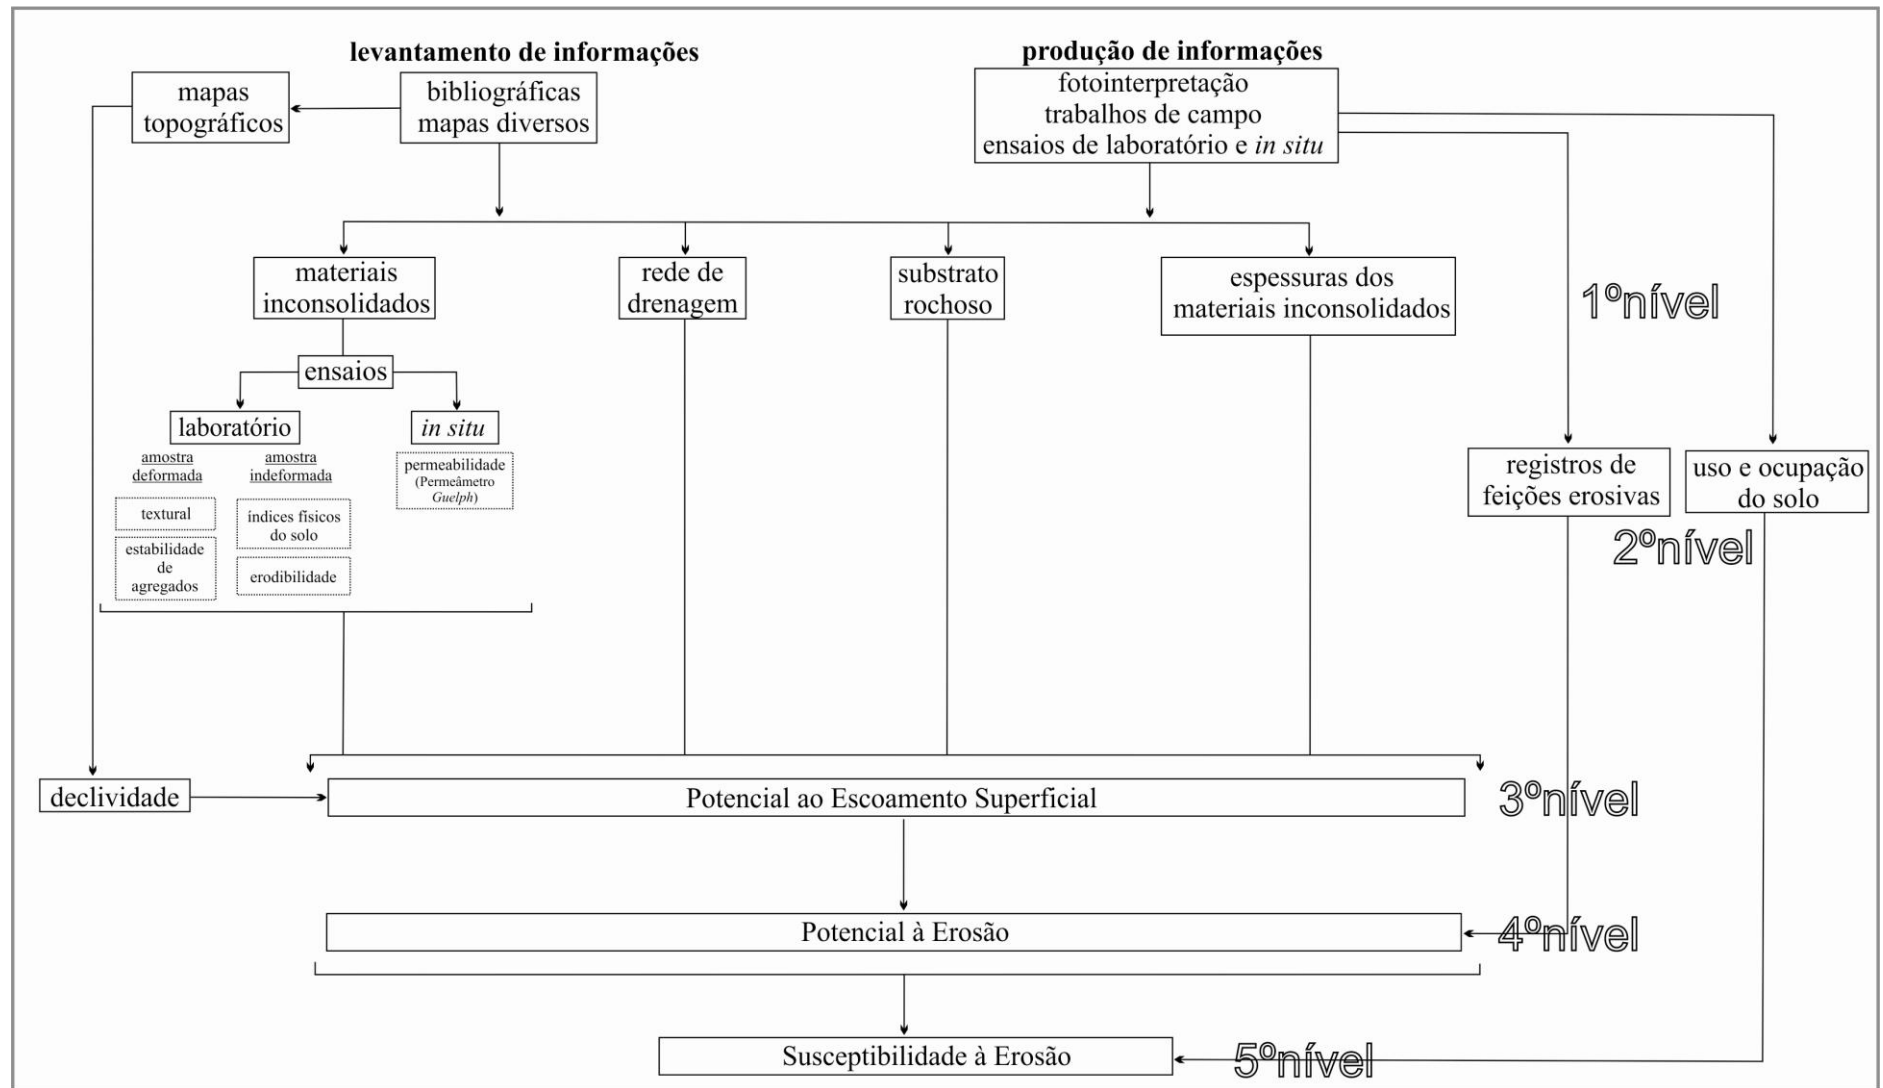 levantamento de informações
produção de informações
mapas
topográficos
bibliográficas
mapas diversos
fotointerpretação
trabalhos de campo
ensaios de laboratório e in situ
materiais
inconsolidados
rede de
drenagem
substrato
rochoso
espessuras dos
materiais inconsolidados
1ºnível
ensaios
laboratório
in situ
amostra
deformada
amostra
indeformada
permeabilidade
(Permeâmetro
Guelph)
textural
índices físicos
do solo
estabilidade
de
agregados
erodibilidade
registros de
feições erosivas
uso e ocupação
do solo
2ºnível
declividade
Potencial ao Escoamento Superficial
3ºnível
Potencial à Erosão
4ºnível
Susceptibilidade à Erosão
5ºnível